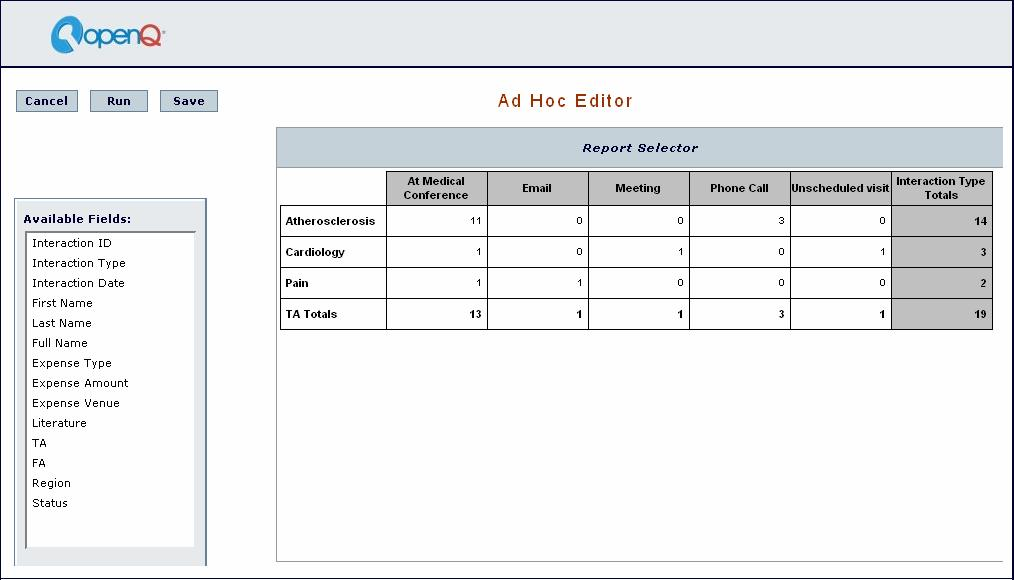 openQ
Cancel Run Save
Ad Hoc Editor
Report Selector
Available Fields:
Interaction ID
Interaction Type
Interaction Date
First Name
Last Name
Full Name
Expense Type
Expense Amount
Expense Venue
Literature
TA
FA
Region
Status
At Medical Conference Email Meeting Phone Call Unscheduled visit Interaction Type Totals
Atherosclerosis 11 0 0 3 0 14
Cardiology 1 0 1 0 1 3
Pain 1 1 0 0 0 2
TA Totals 13 1 1 3 1 19